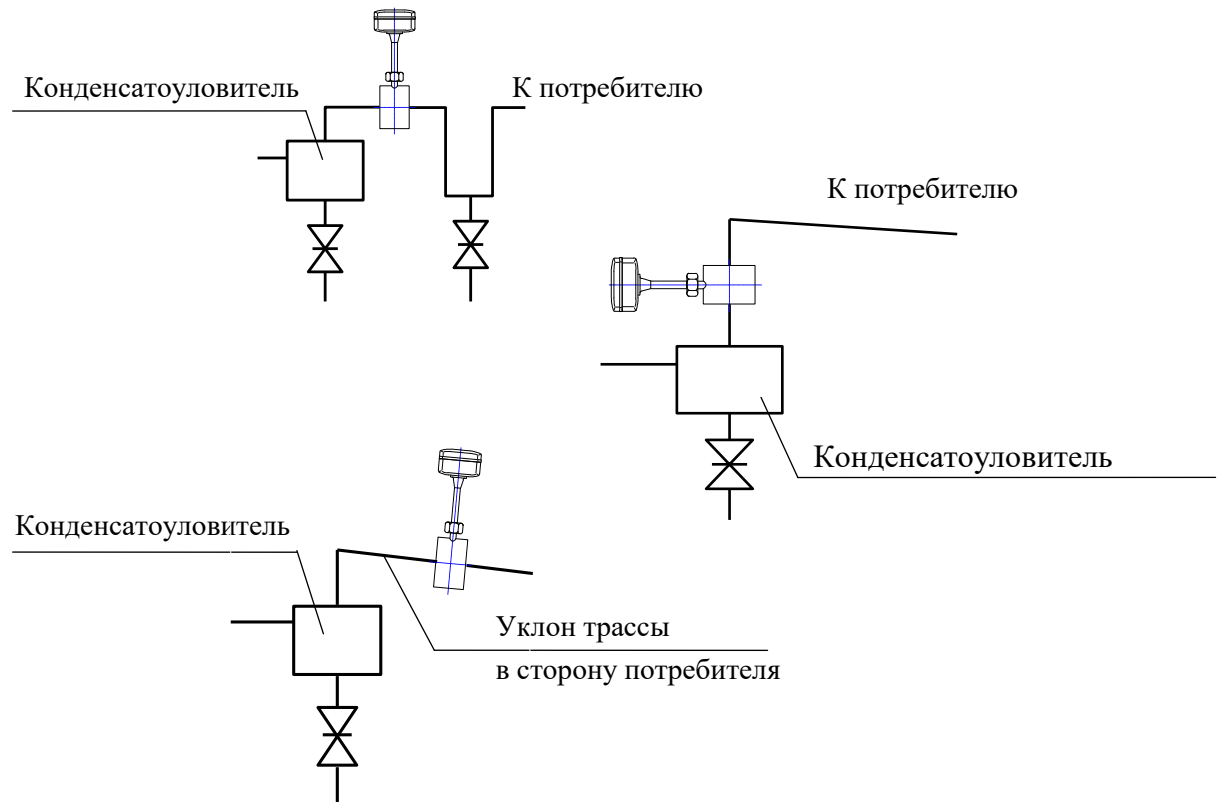 Конденсатоуловитель
К потребителю
К потребителю
Конденсатоуловитель
Конденсатоуловитель
Уклон трассы
в сторону потребителя